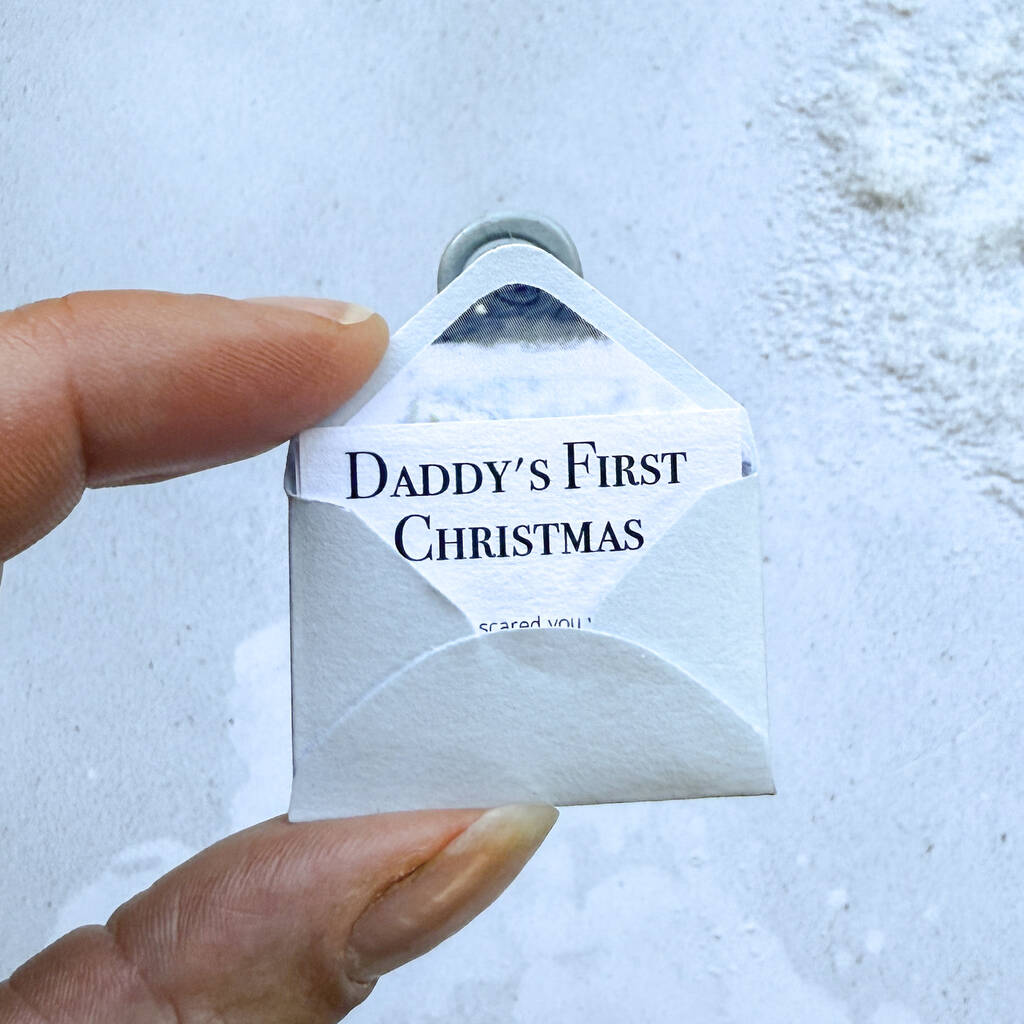 Daddy's First
Christmas
scared you